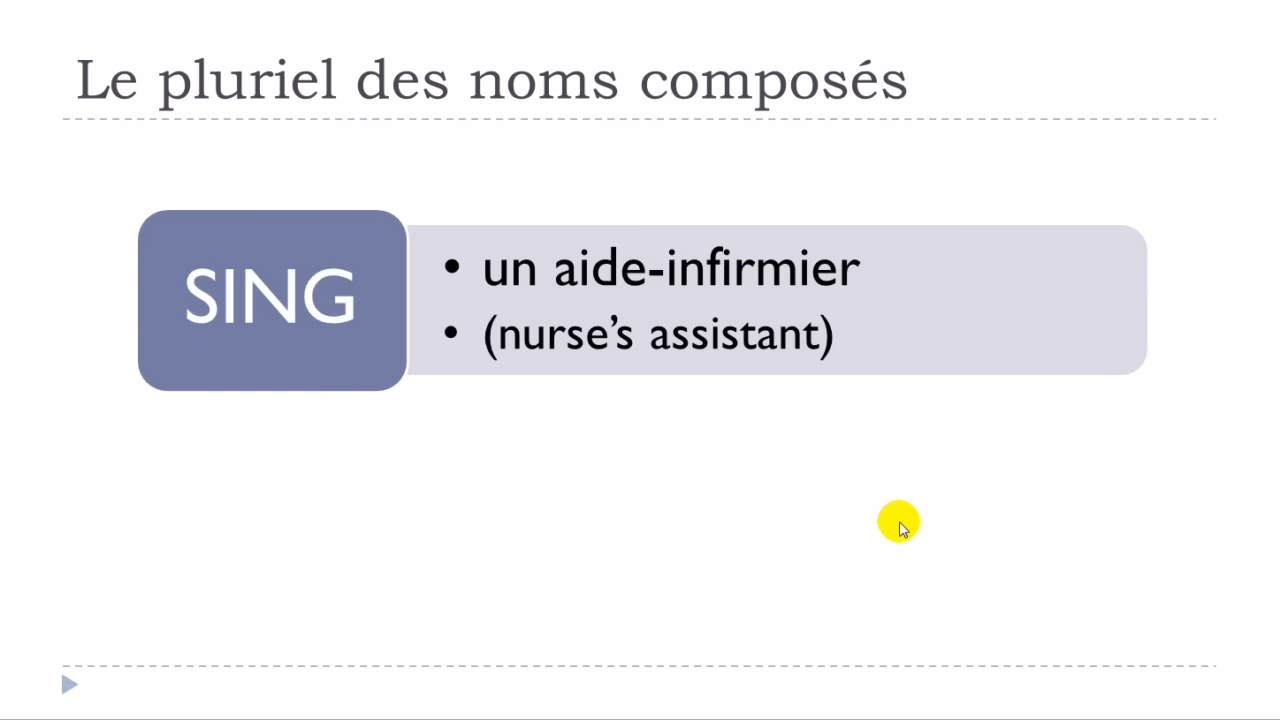 Le pluriel des noms composés
SING
• un aide-infirmier
• (nurse’s assistant)